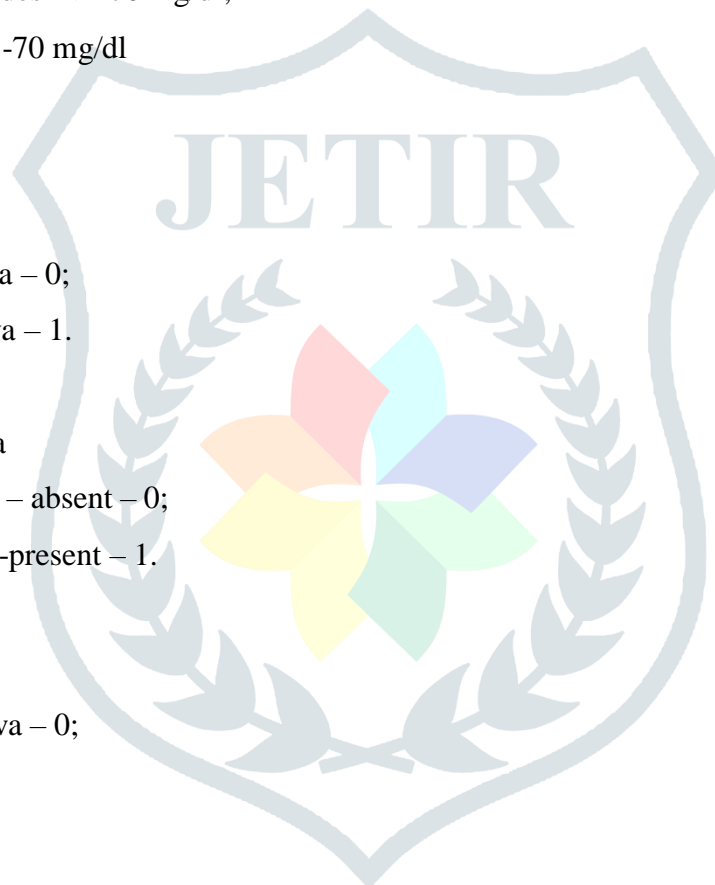 -70 mg/dl
JETIR
a – 0;
va – 1.
a
– absent – 0;
-present – 1.
va – 0;